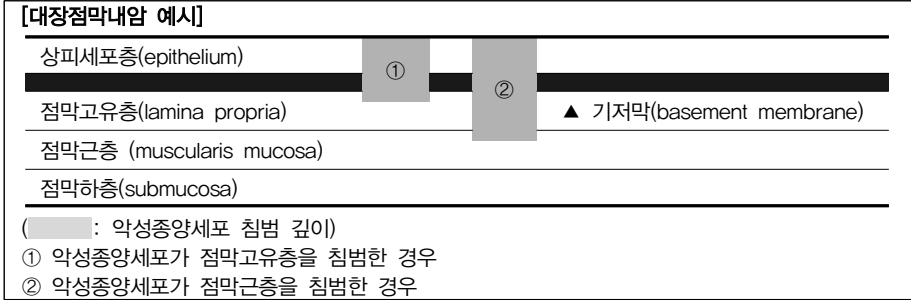 [대장점막내암 예시]
상피세포층(epithelium)
①
②
점막고유층(lamina propria)
▲ 기저막(basement membrane)
점막근층 (muscularis mucosa)
점막하층(submucosa)
( : 악성종양세포 침범 깊이)
① 악성종양세포가 점막고유층을 침범한 경우
② 악성종양세포가 점막근층을 침범한 경우